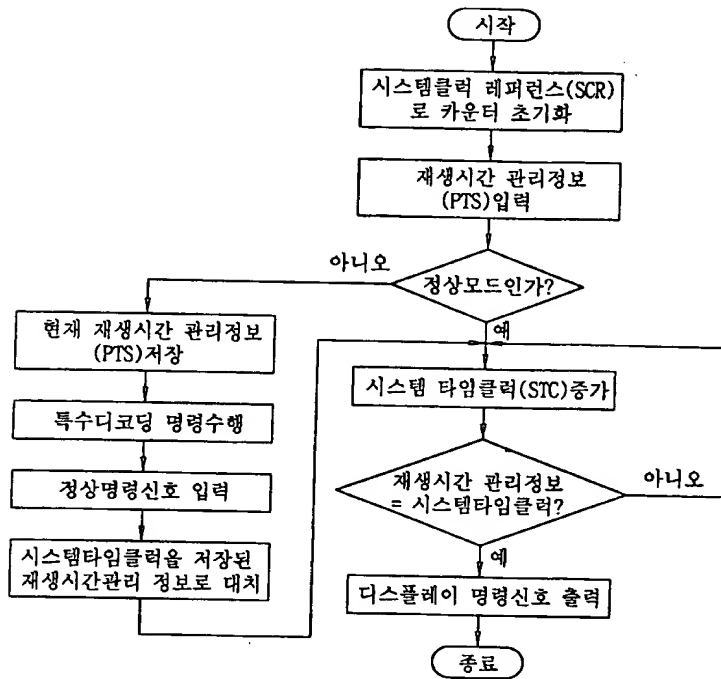 시작
시스템클럭 레퍼런스(SCR)
로 카운터 초기화
재생시간 관리정보
(PTS)입력
정상모드인가?
아니오
예
현재 재생시간 관리정보
(PTS)저장
특수디코딩 명령수행
정상명령신호 입력
시스템타임클럭을 저장된
재생시간관리 정보로 대치
시스템 타임클럭(STC)증가
재생시간 관리정보
= 시스템타임클럭?
아니오
예
디스플레이 명령신호 출력
종료